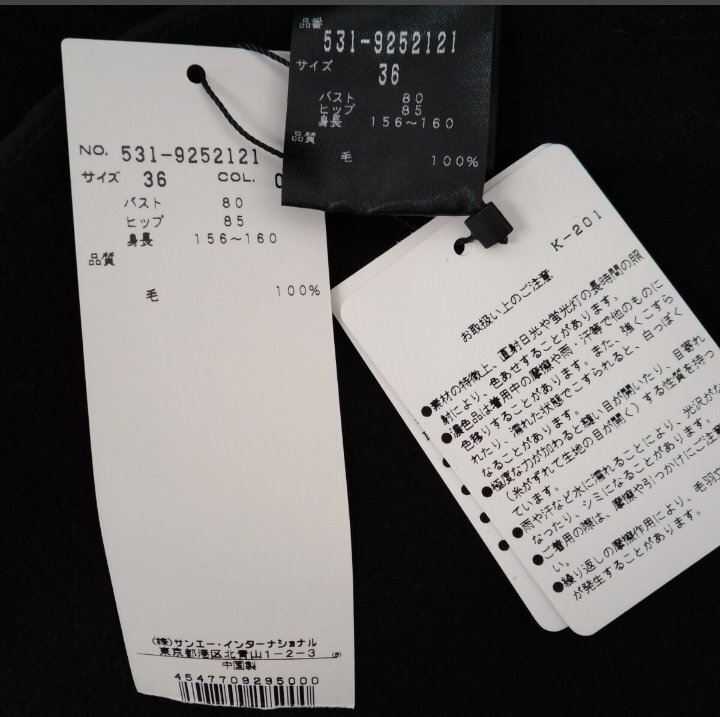 品番
531-9252121
サイズ
36
バスト 80
ヒップ 85
身長 156～160
品質
毛 100%
NO. 531-9252121
サイズ 36 COL.
バスト 80
ヒップ 85
身長 156～160
品質
毛 100%
(株)サンエー・インターナショナル
東京都港区北青山1-2-3
中国製
4547709295000
K-201
お取扱い上のご注意
●素材の特徴上、直射日光や蛍光灯の長時間の照
射により、色あせすることがあります。
●濃色品は着用中の摩擦や雨・汗等で他のものに
色移りすることがあります。また、強くこすら
れたり、濡れた状態でこすられると、白っぽく
なることがあります。
●極度な力が加わると縫い目が開いたり、目寄れ
(糸がずれて生地の目が開く)する性質を持っ
ています。
●雨や汗など水に濡れることにより、光沢がな
なったり、シミになることがあります。
●ご着用の際は、摩擦や引っかけにご注意
い。
●繰り返しの摩擦作用により、毛羽
が発生することがあります。